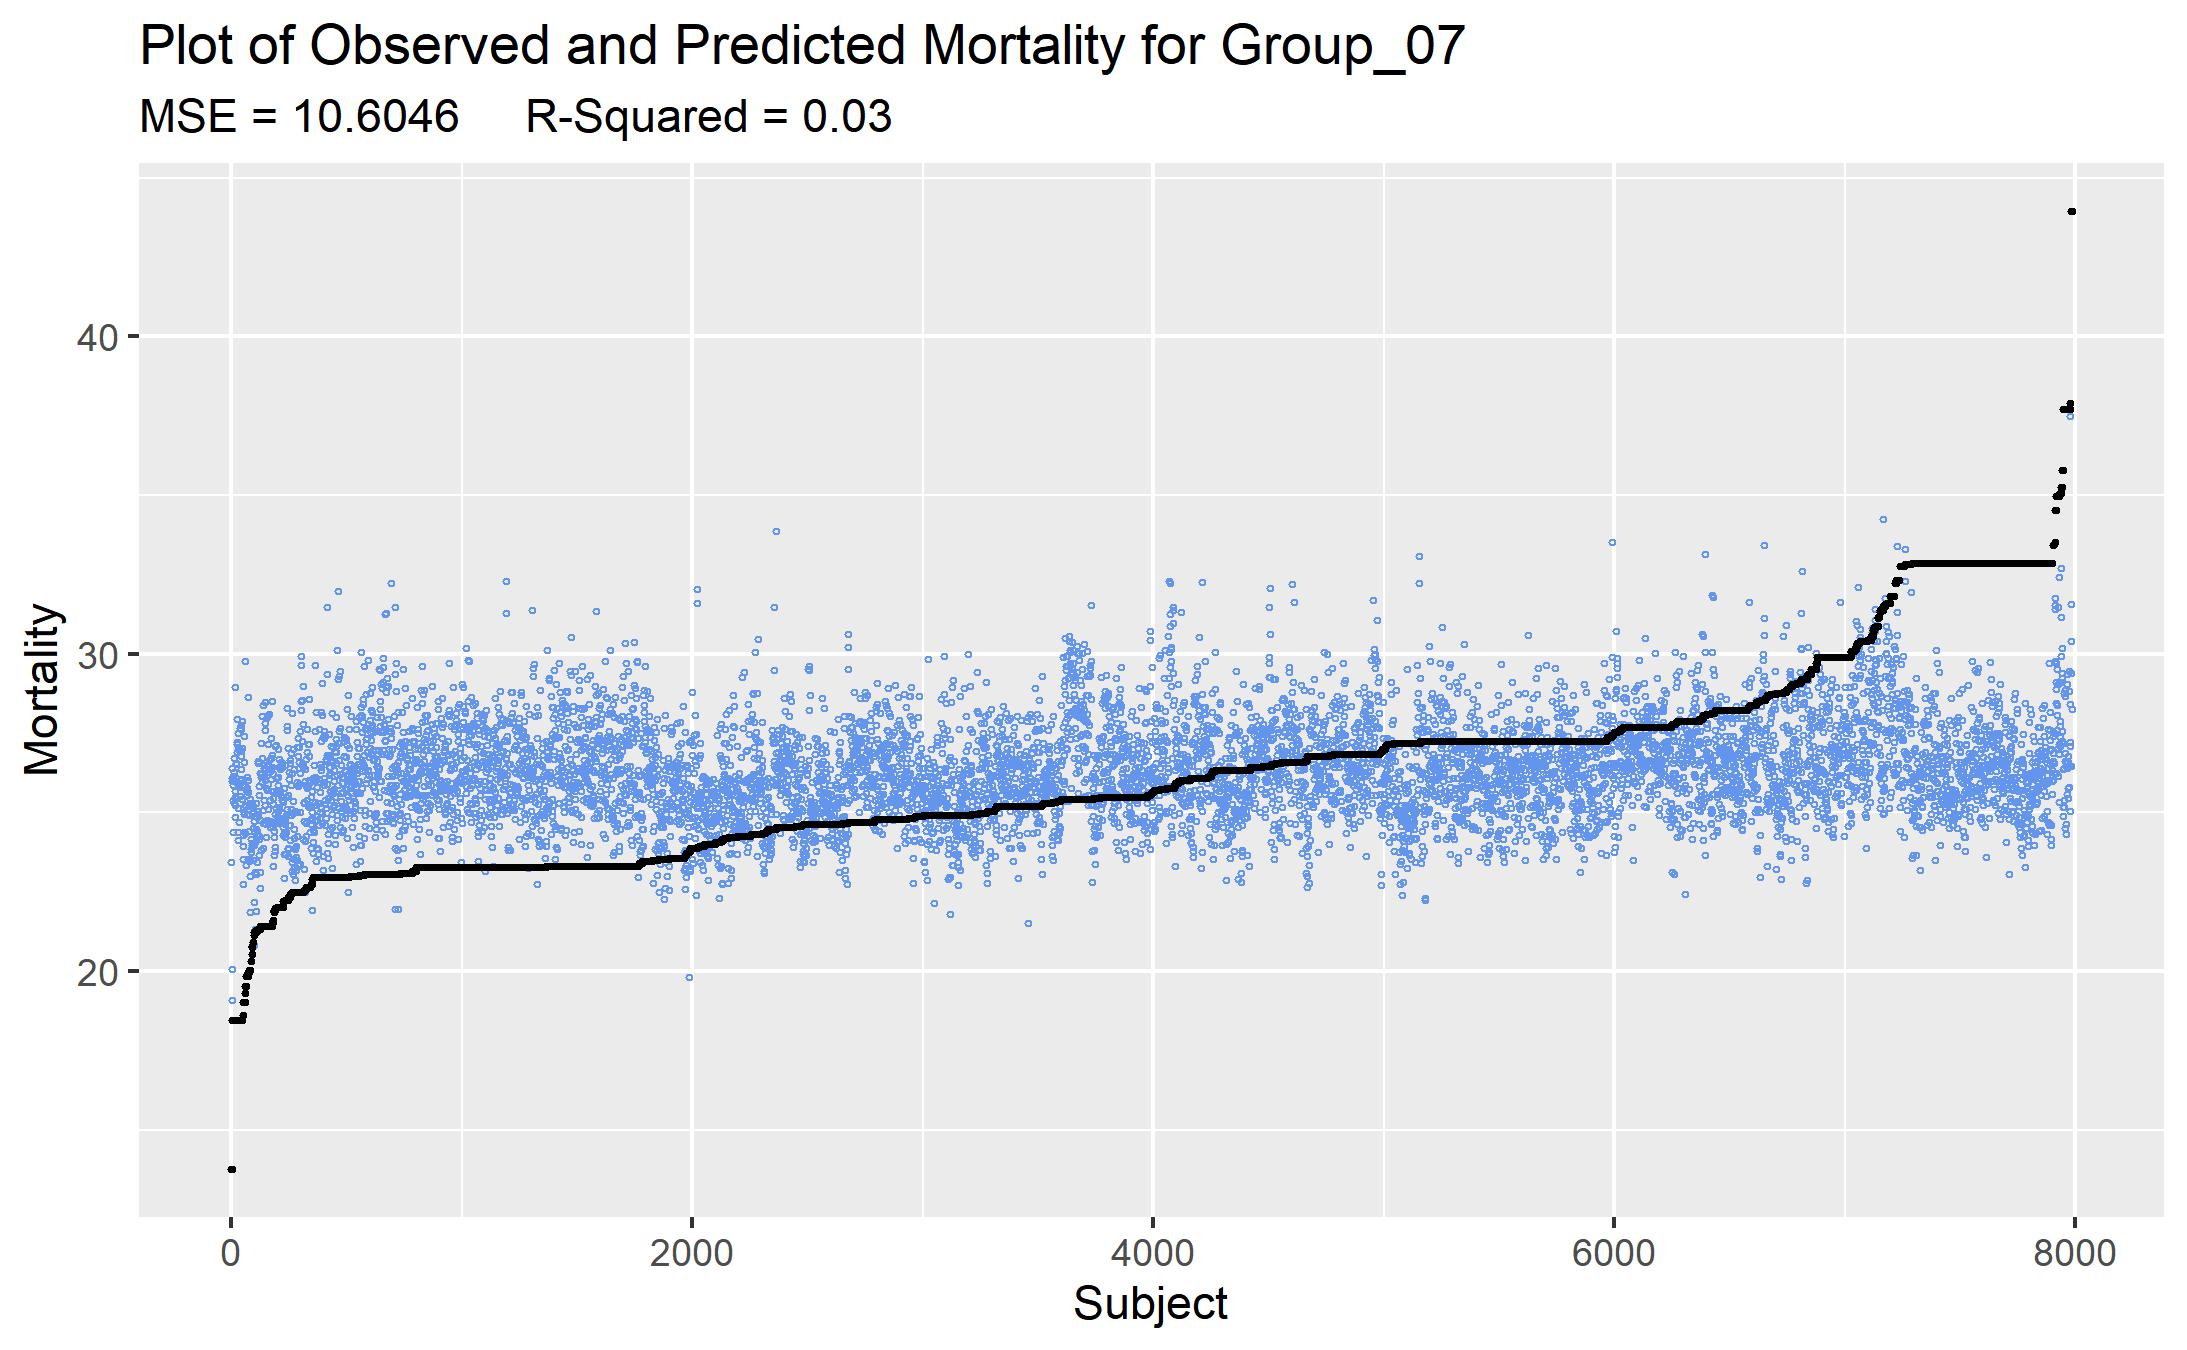 Plot of Observed and Predicted Mortality for Group_07
MSE = 10.6046 R-Squared = 0.03
Mortality
40
30
20
0 2000 4000 6000 8000
Subject